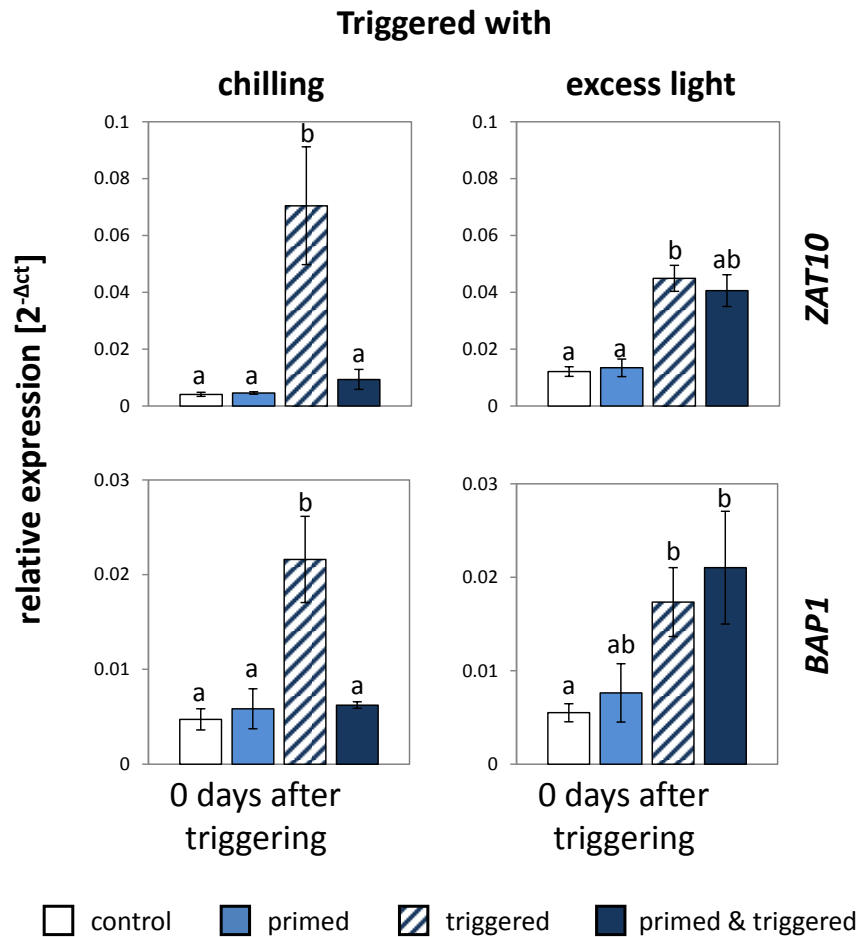 Triggered with
chilling
excess light
relative expression [2-Δct]
0.1
0.08
0.06
0.04
0.02
0
a
a
b
a
0.1
0.08
0.06
0.04
0.02
0
a
a
b
ab
ZAT10
0.03
0.02
0.01
0
a
a
b
a
0.03
0.02
0.01
0
a
ab
b
b
BAP1
0 days after
triggering
0 days after
triggering
control
primed
triggered
primed & triggered